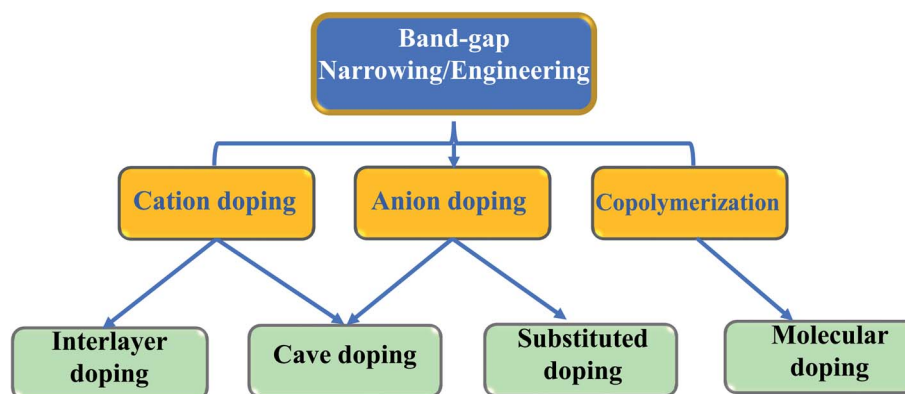 Band-gap
Narrowing/Engineering
Cation doping
Anion doping
Copolymerization
Interlayer
doping
Cave doping
Substituted
doping
Molecular
doping